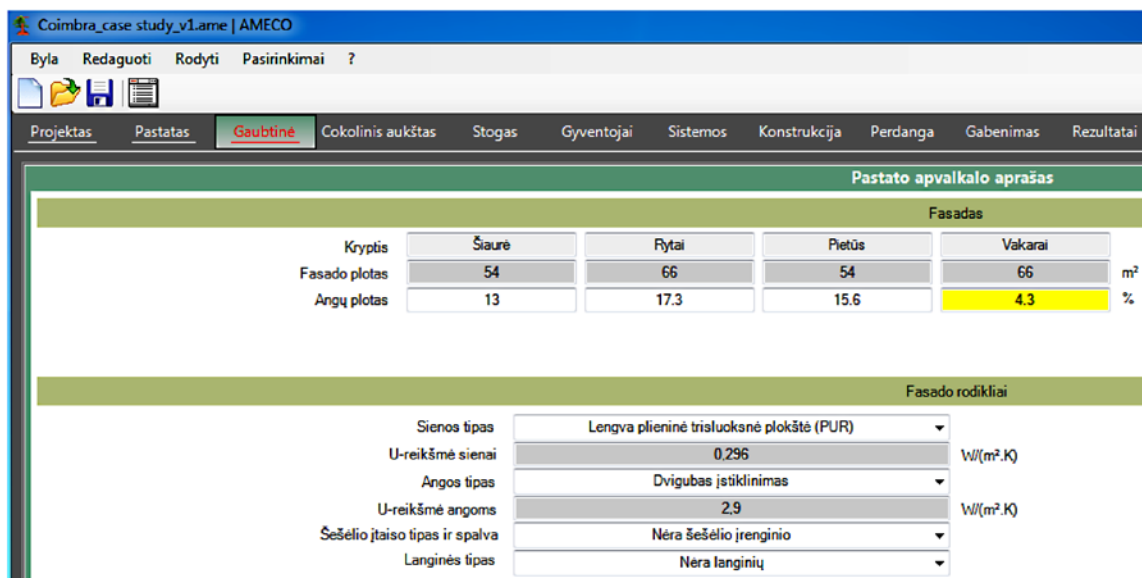 Coimbra_case study_v1.ame | AMECO
Byla Redaguoti Rodyti Pasirinkimai ?
Projektas Pastatas Gaubtinė Cokolinis aukštas Stogas Gyventojai Sistemos Konstrukcija Perdanga Gabenimas Rezultatai
Pastato apvalkalo aprašas
Fasadas
Kryptis Šiaurė Rytai Pietūs Vakarai
Fasado plotas 54 66 54 66 m²
Angų plotas 13 17.3 15.6 4.3 %
Fasado rodikliai
Sienos tipas Lengva plieninė trisluoksnė plokštė (PUR)
U-reikšmė sienai 0,296 W/(m².K)
Angos tipas Dvigubas įstiklinimas
U-reikšmė angoms 2,9 W/(m².K)
Šešėlio įtaiso tipas ir spalva Nėra šešėlio įrenginio
Langinės tipas Nėra langinių